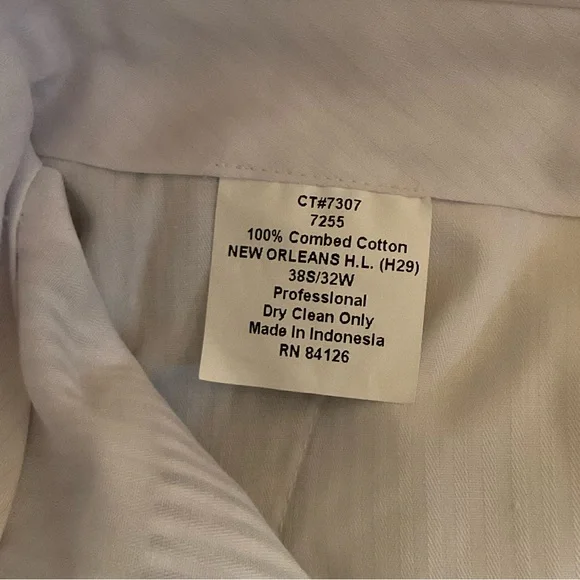 CT#7307
7255
100% Combed Cotton
NEW ORLEANS H.L. (H29)
38S/32W
Professional
Dry Clean Only
Made In Indonesia
RN 84126